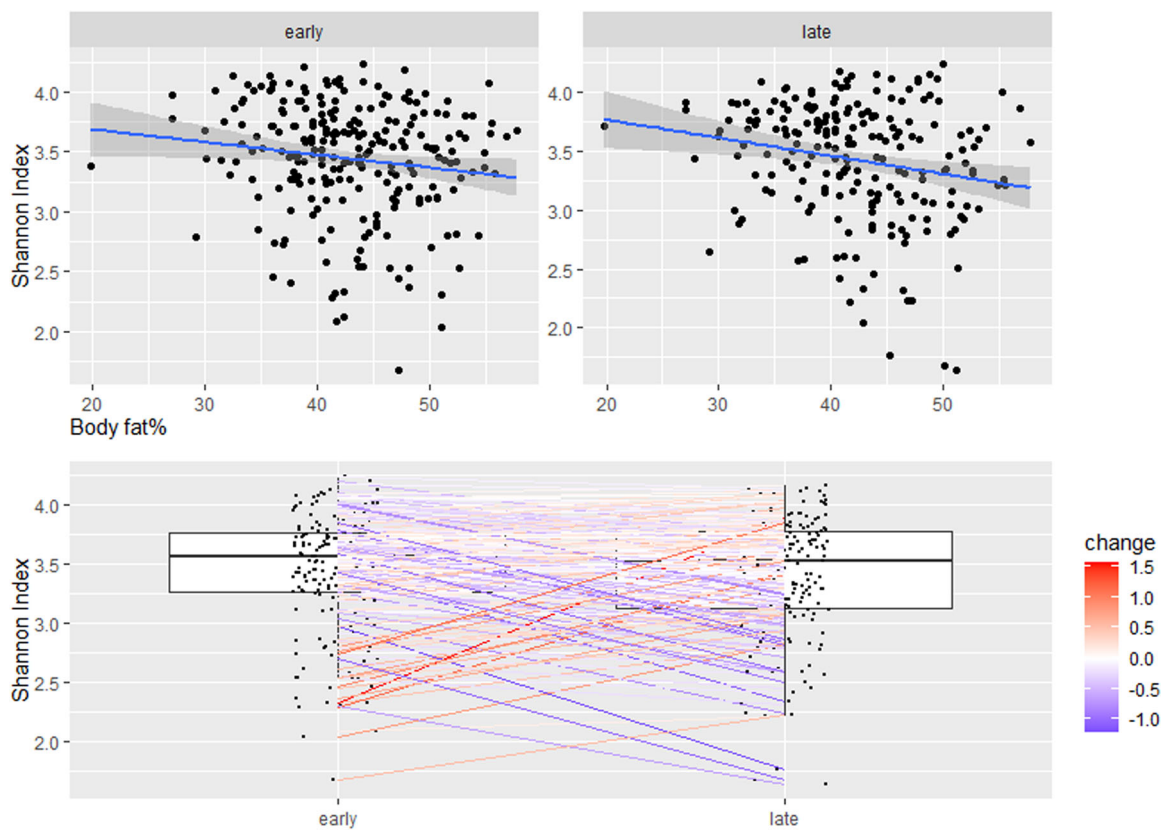 early late
Shannon Index
4.0 4.0
3.5 3.5
3.0 3.0
2.5 2.5
2.0 2.0
20 30 40 50 20 30 40 50
Body fat%
Shannon Index
4.0
3.5
3.0
2.5
2.0
early late
change
1.5
1.0
0.5
0.0
-0.5
-1.0